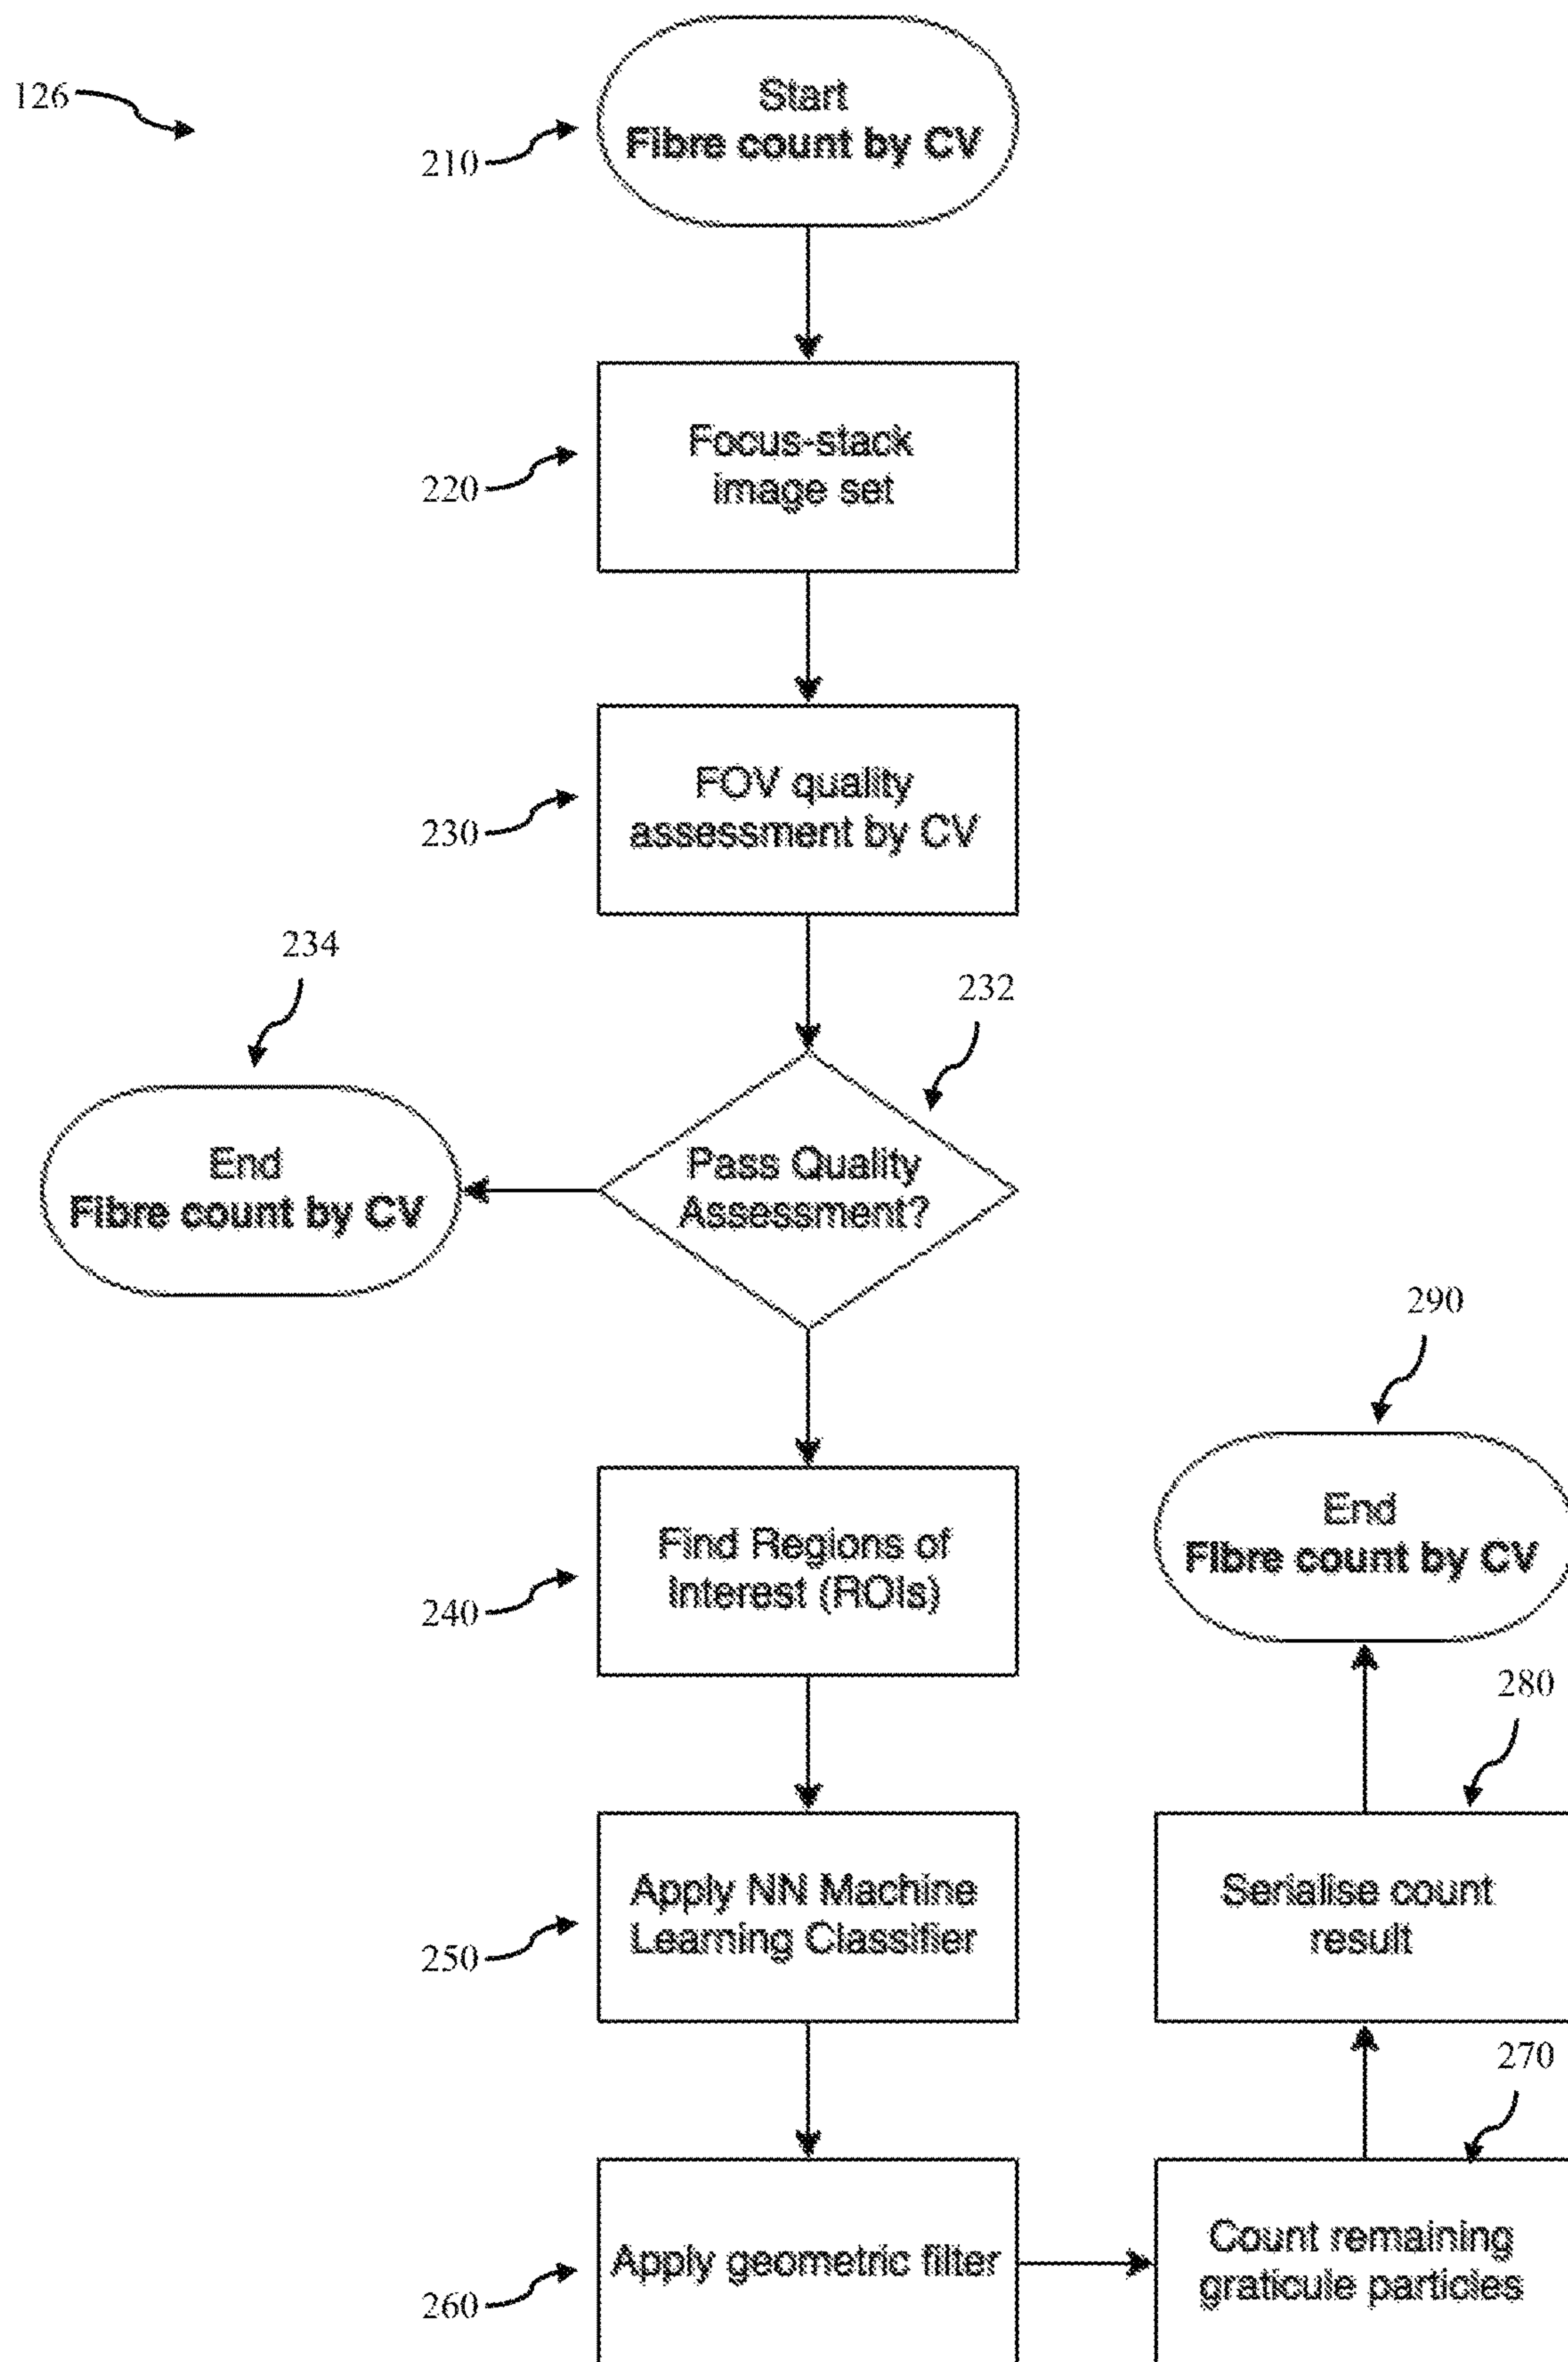 126
210
Start
Fibre count by CV
220
Focus-stack
image set
230
FOV quality
assessment by CV
232
Pass Quality
Assessment?
234
End
Fibre count by CV
240
Find Regions of
Interest (ROIs)
250
Apply NN Machine
Learning Classifier
260
Apply geometric filter
270
Count remaining
graticule particles
280
Serialise count
result
290
End
Fibre count by CV